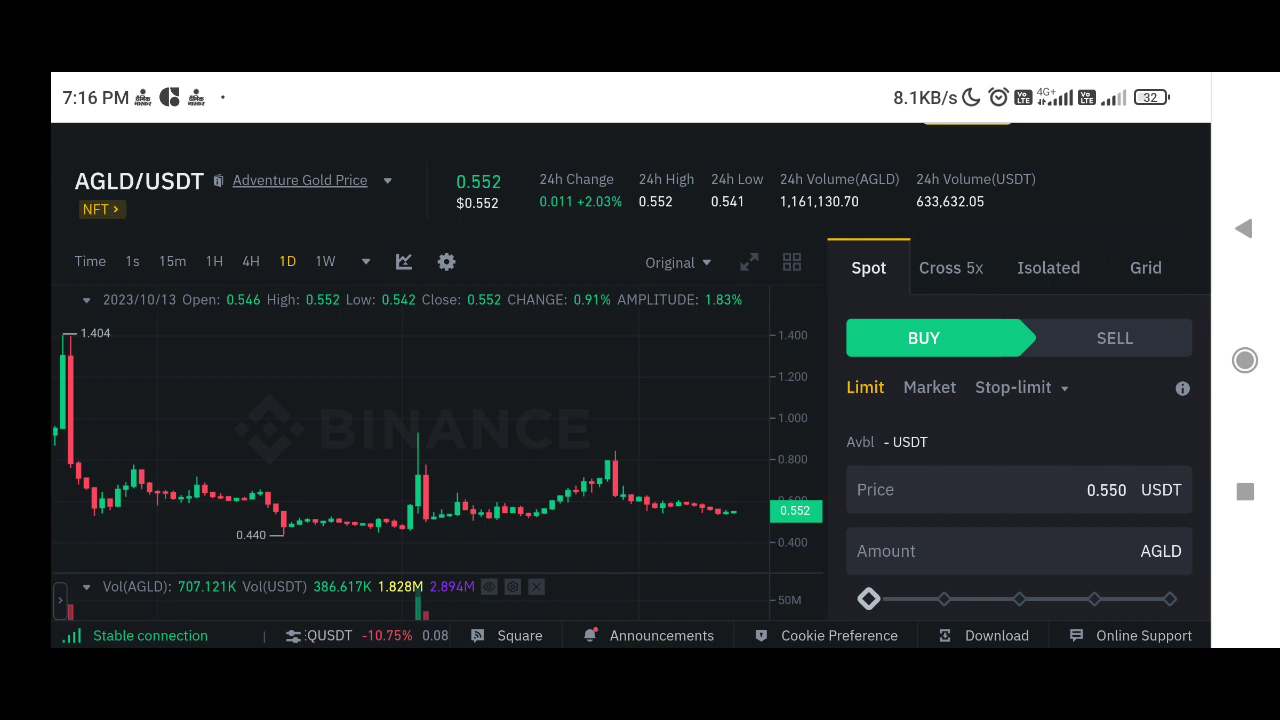 7:16 PM
8.1KB/s 4G+ Vo LTE Vo LTE 32
AGLD/USDT Adventure Gold Price
NFT >
0.552
$0.552
24h Change 24h High 24h Low 24h Volume(AGLD) 24h Volume(USDT)
0.011 +2.03% 0.552 0.541 1,161,130.70 633,632.05
Time 1s 15m 1H 4H 1D 1W
Original
2023/10/13 Open: 0.546 High: 0.552 Low: 0.542 Close: 0.552 CHANGE: 0.91% AMPLITUDE: 1.83%
1.404
1.400
1.200
1.000
BINANCE
0.800
0.600
0.552
0.440
0.400
Vol(AGLD): 707.121K Vol(USDT) 386.617K 1.828M 2.894M
50M
Spot Cross 5x Isolated Grid
BUY SELL
Limit Market Stop-limit
Avbl - USDT
Price 0.550 USDT
Amount AGLD
Stable connection QUSDT -10.75% 0.08 Square Announcements Cookie Preference Download Online Support